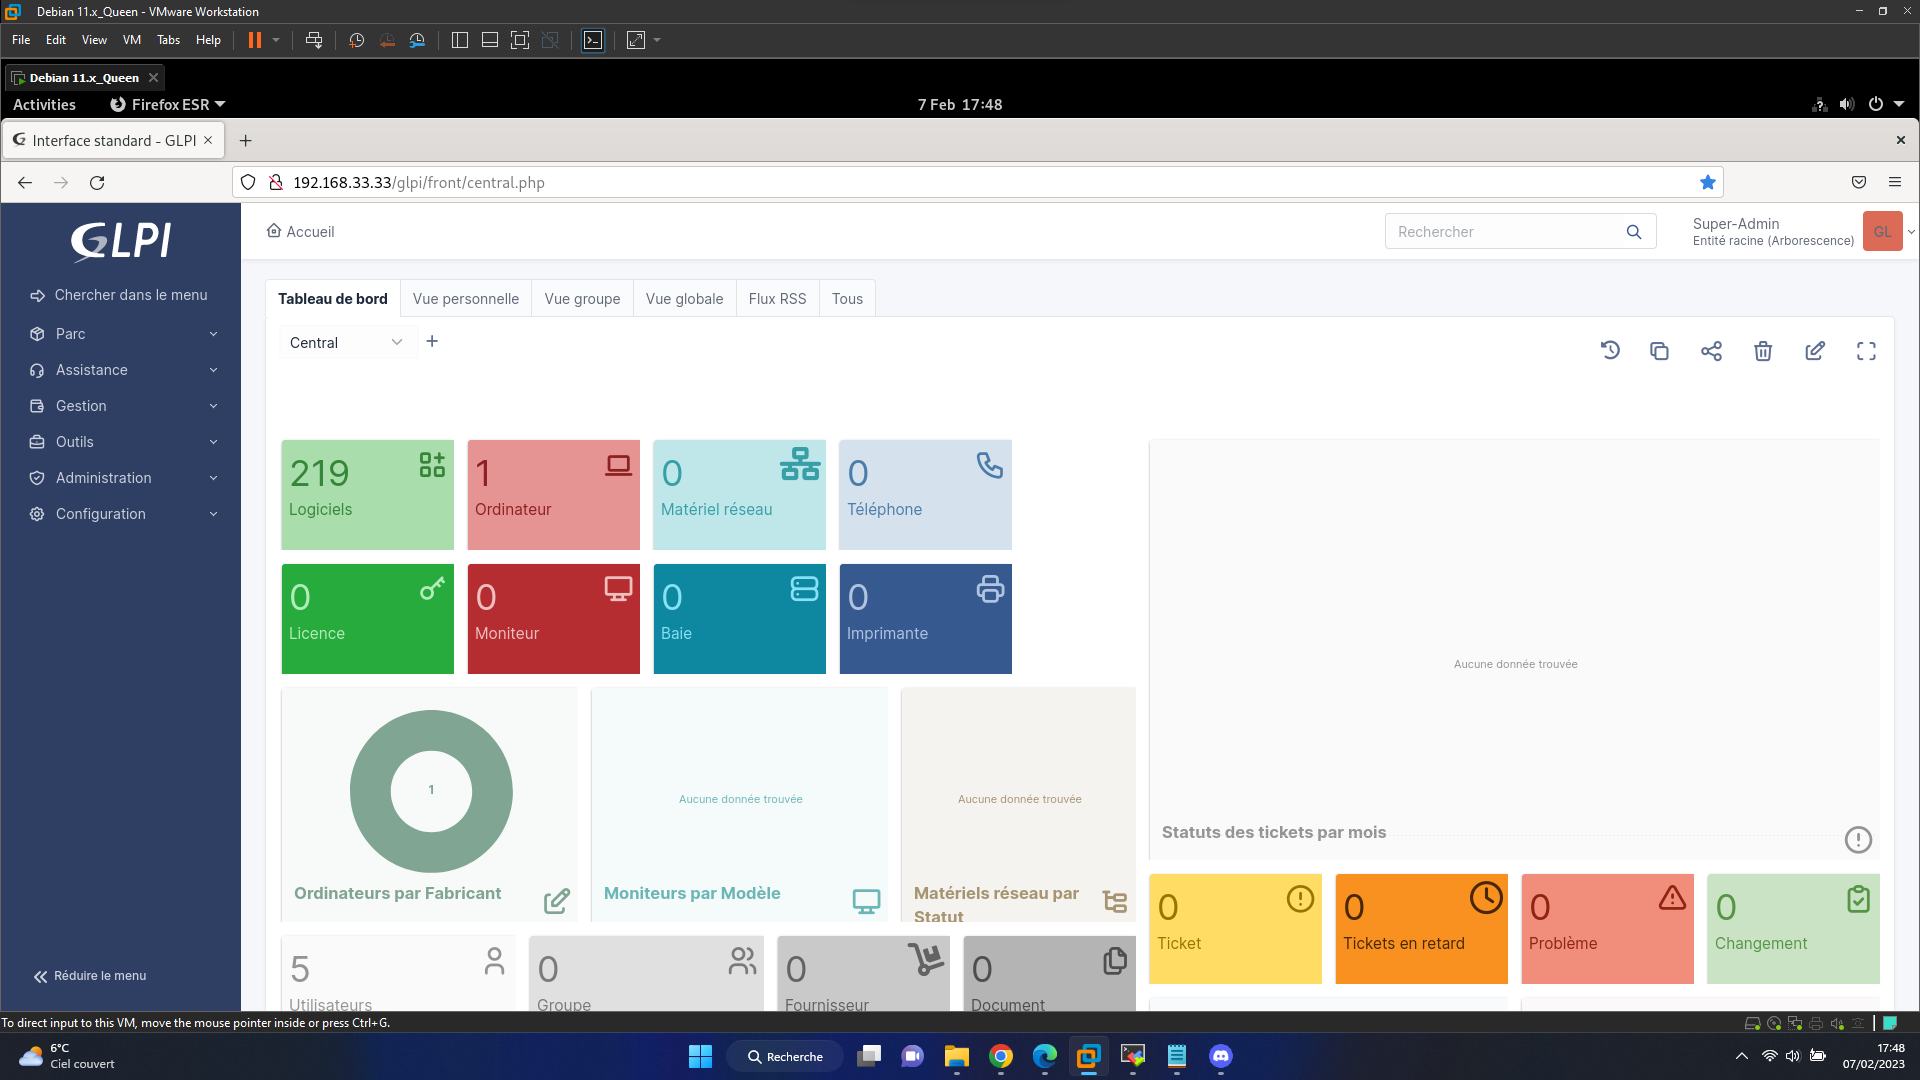 Debian 11.x_Queen - VMware Workstation
File Edit View VM Tabs Help
Debian 11.x_Queen
Activities Firefox ESR 7 Feb 17:48
Interface standard - GLPI
192.168.33.33/glpi/front/central.php
GLPI
Accueil
Rechercher
Super-Admin
Entité racine (Arborescence)
GL
Chercher dans le menu
Parc
Assistance
Gestion
Outils
Administration
Configuration
Réduire le menu
Tableau de bord Vue personnelle Vue groupe Vue globale Flux RSS Tous
Central
219
Logiciels
1
Ordinateur
0
Matériel réseau
0
Téléphone
0
Licence
0
Moniteur
0
Baie
0
Imprimante
1
Ordinateurs par Fabricant
Aucune donnée trouvée
Moniteurs par Modèle
Aucune donnée trouvée
Matériels réseau par
Statut
Aucune donnée trouvée
Statuts des tickets par mois
0
Ticket
0
Tickets en retard
0
Problème
0
Changement
5
Utilisateurs
0
Groupe
0
Fournisseur
0
Document
To direct input to this VM, move the mouse pointer inside or press Ctrl+G.
6°C
Ciel couvert
Recherche
17:48
07/02/2023